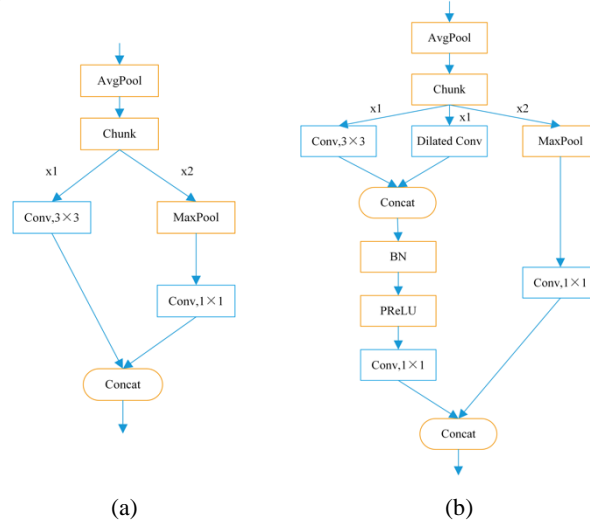 AvgPool
Chunk
x1
x2
Conv,3×3
MaxPool
Conv,1×1
Concat
(a)
AvgPool
Chunk
x1
x1
x2
Conv,3×3
Dilated Conv
MaxPool
Concat
BN
Conv,1×1
PReLU
Conv,1×1
Concat
(b)